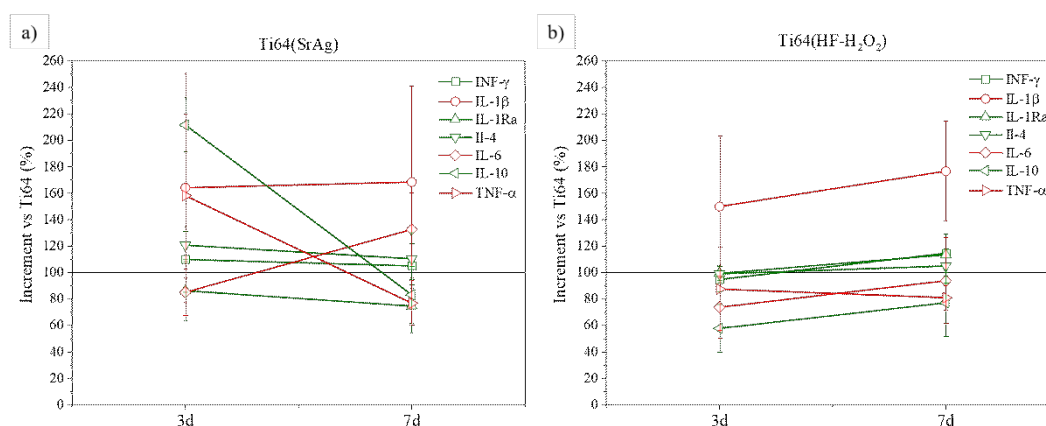 a)
Ti64(SrAg)
Increment vs Ti64 (%)
260
240
220
200
180
160
140
120
100
80
60
40
20
0
3d
7d
INF-γ
IL-1β
IL-1Ra
Il-4
IL-6
IL-10
TNF-α
b)
Ti64(HF-H₂O₂)
Increment vs Ti64 (%)
260
240
220
200
180
160
140
120
100
80
60
40
20
0
3d
7d
INF-γ
IL-1β
IL-1Ra
Il-4
IL-6
IL-10
TNF-α